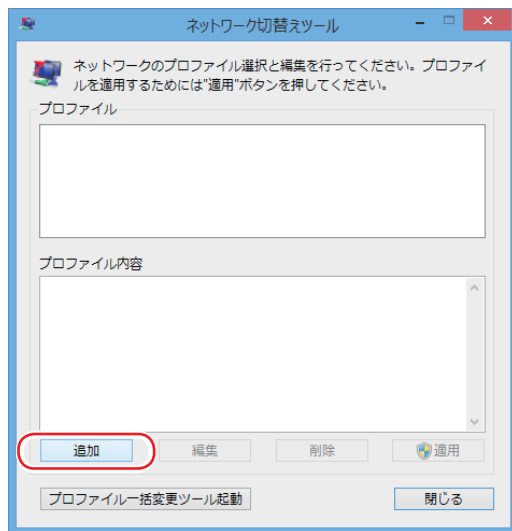 ネットワーク切替えツール
ネットワークのプロファイル選択と編集を行ってください。プロファイ
ルを適用するためには"適用"ボタンを押してください。
プロファイル
プロファイル内容
追加 編集 削除 適用
プロファイル一括変更ツール起動 閉じる